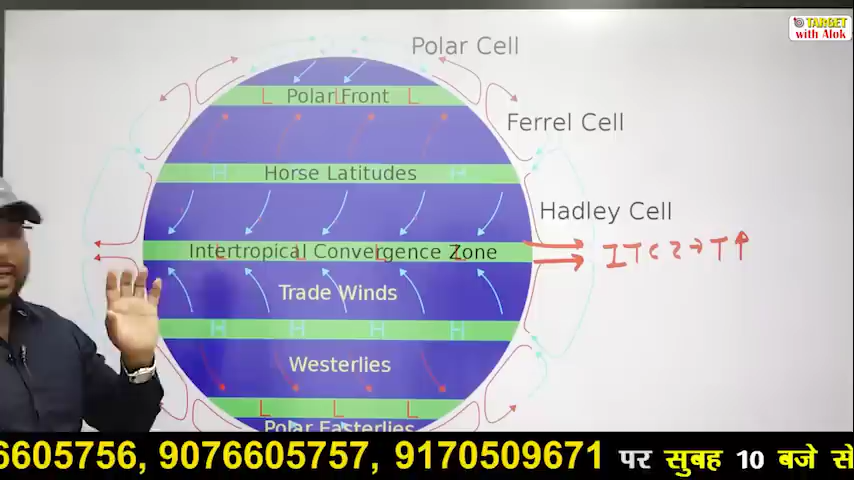 TARGET
with Alok
Polar Cell
L Polar Front L L
Ferrel Cell
H Horse Latitudes H
Hadley Cell
Intertropical Convergence Zone
L L L L
ITCZ → T ↑
Trade Winds
H H H H
Westerlies
L L L
Polar Easterlies
6605756, 9076605757, 9170509671 पर सुबह 10 बजे से